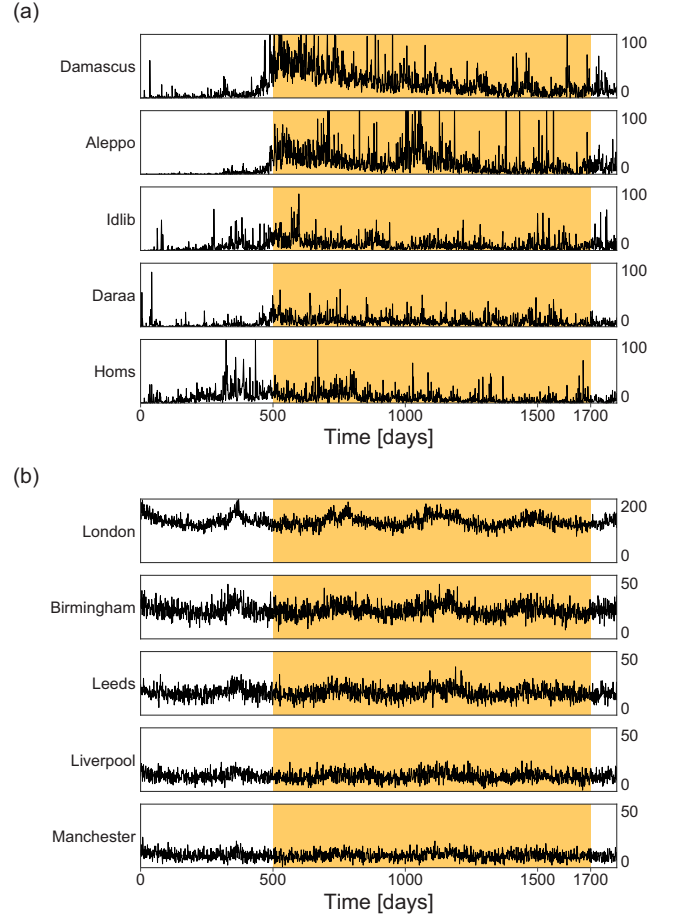 (a)
Damascus
100
0
Aleppo
100
0
Idlib
100
0
Daraa
100
0
Homs
100
0
0 500 1000 1500 1700
Time [days]
(b)
London
200
0
Birmingham
50
0
Leeds
50
0
Liverpool
50
0
Manchester
50
0
0 500 1000 1500 1700
Time [days]